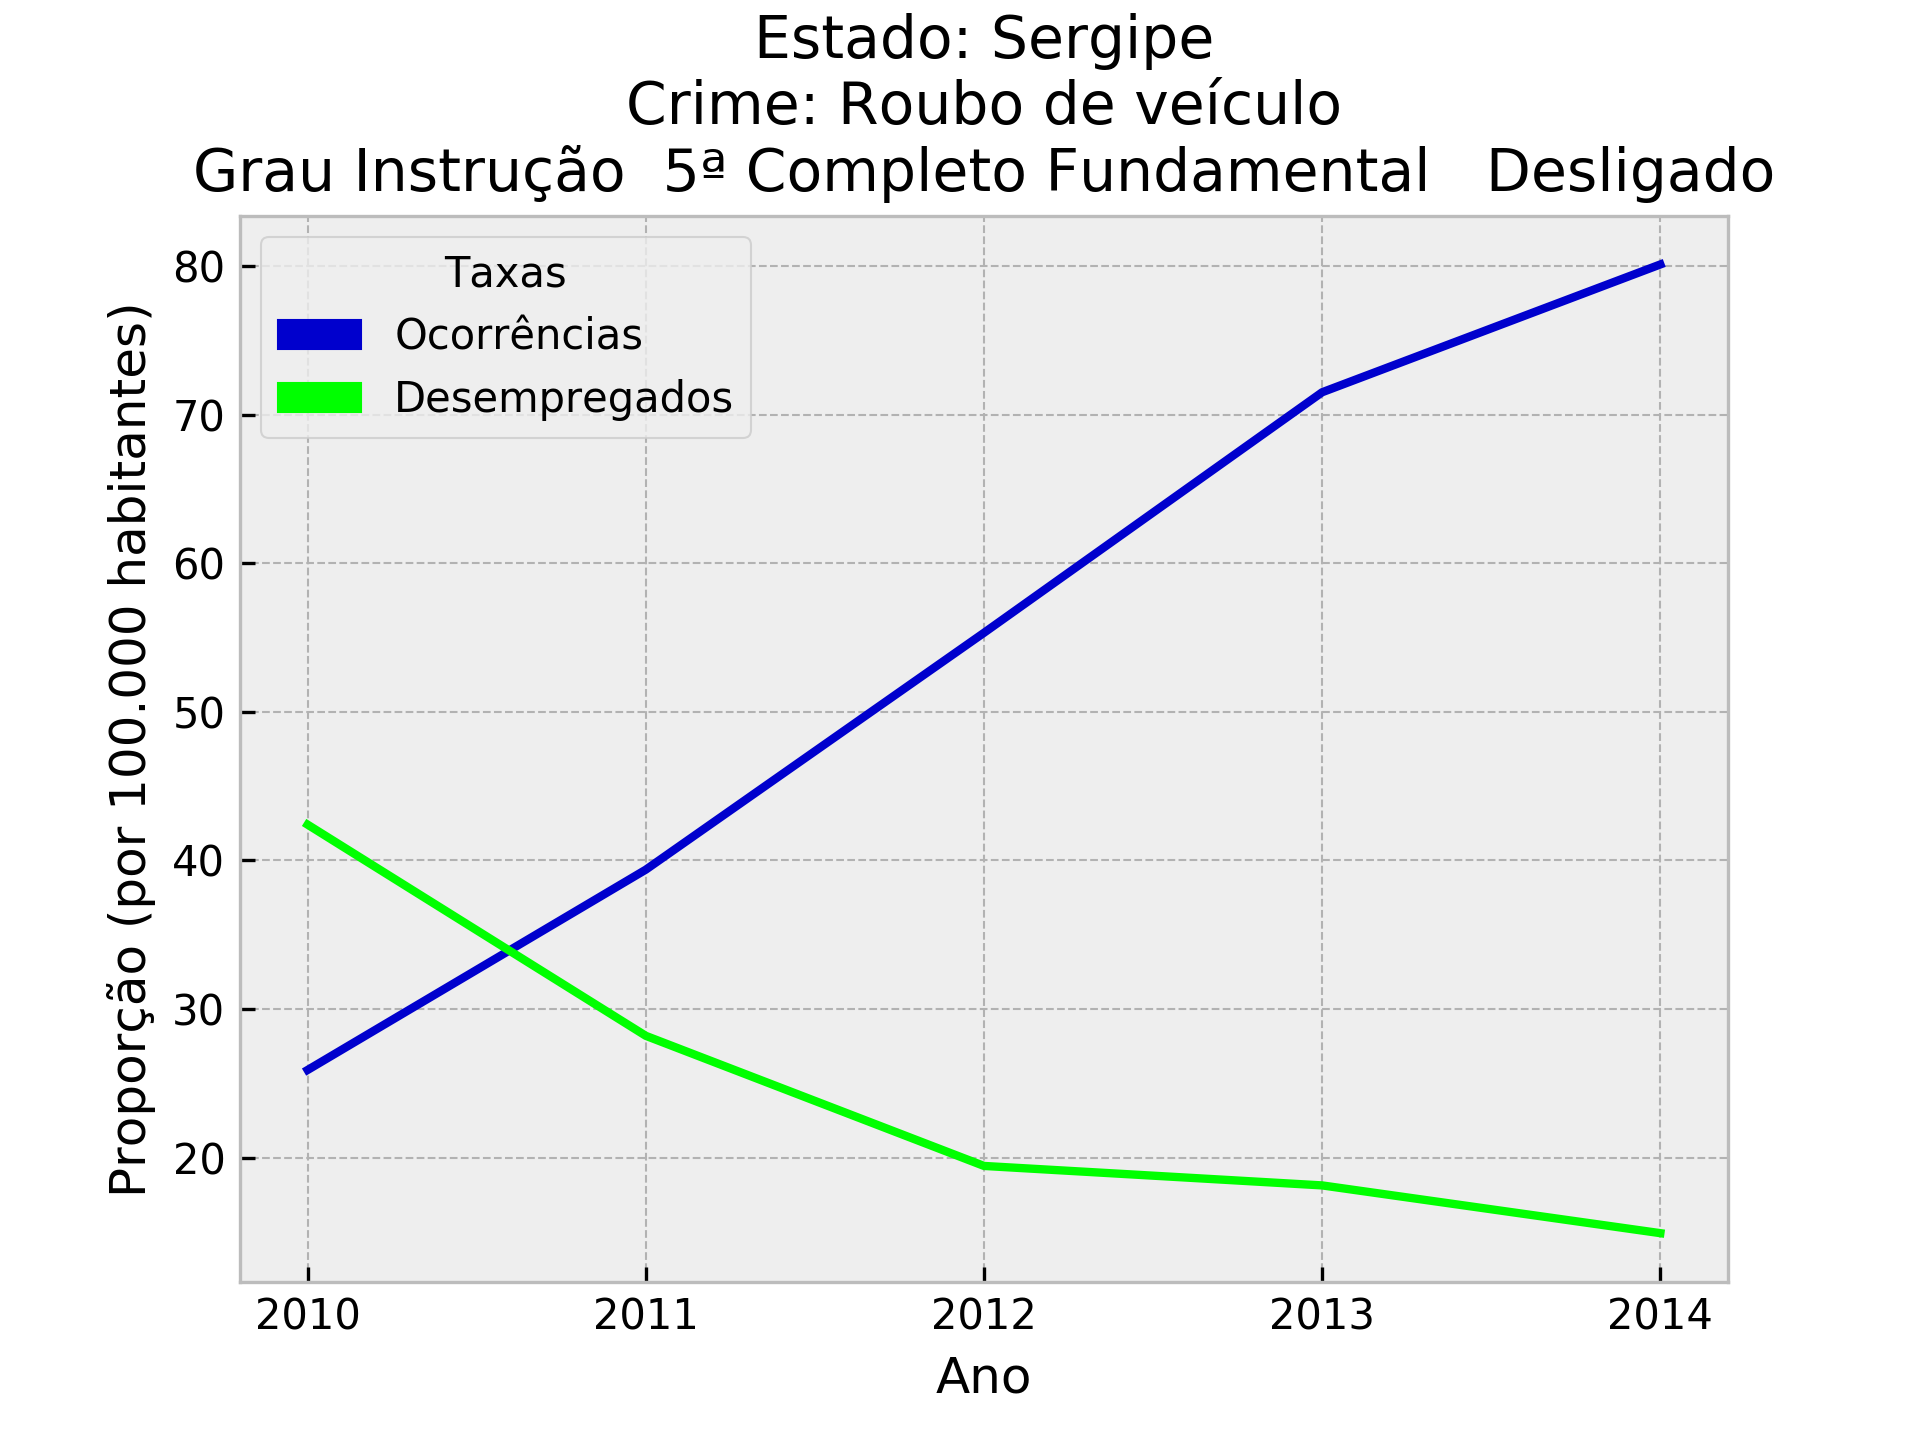 Estado: Sergipe
Crime: Roubo de veículo
Grau Instrução  5ª Completo Fundamental   Desligado
Taxas
Ocorrências
Desempregados
Proporção (por 100.000 habitantes)
80
70
60
50
40
30
20
2010
2011
2012
2013
2014
Ano